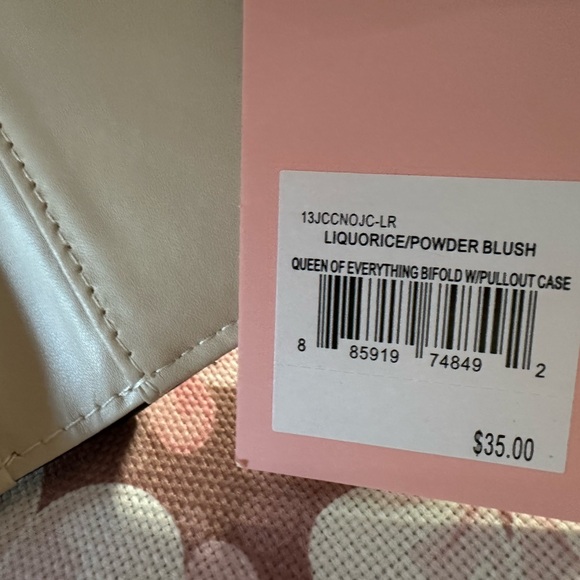 13JCCNOJC-LR
LIQUORICE/POWDER BLUSH
QUEEN OF EVERYTHING BIFOLD W/PULLOUT CASE
8 85919 74849 2
$35.00